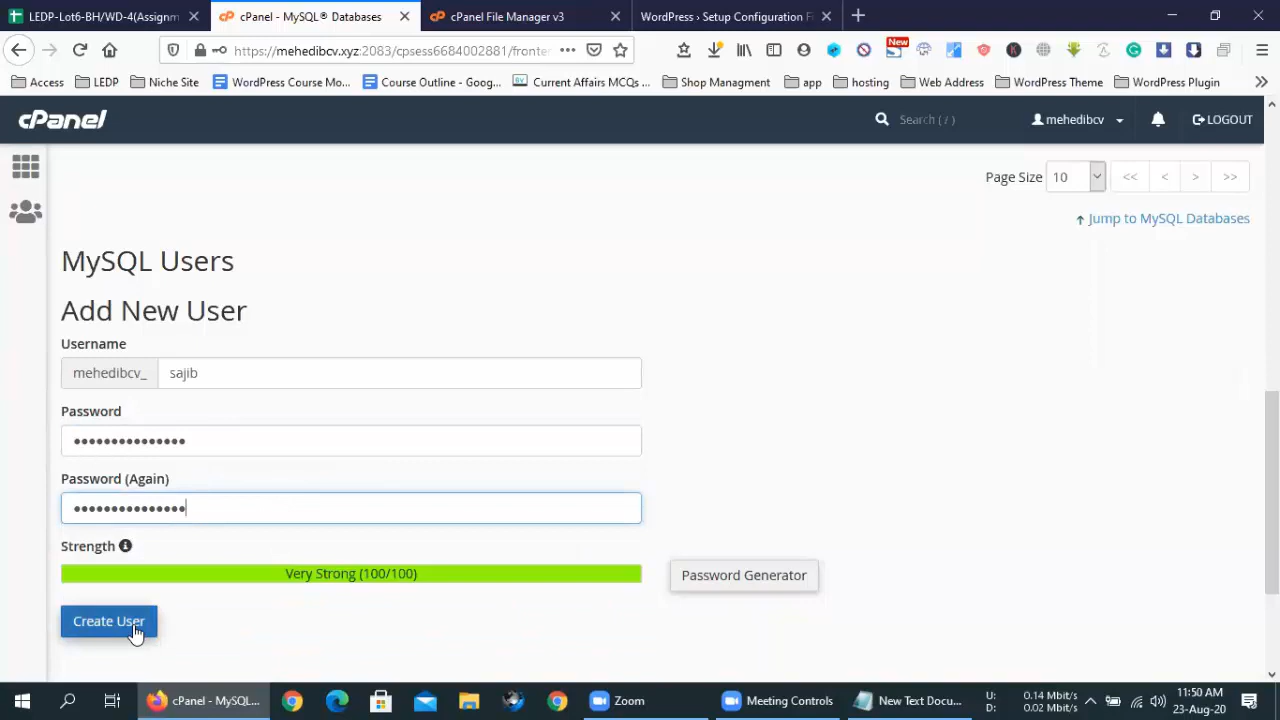 LEDP-Lot6-BH/WD-4(Assignm
cPanel - MySQL® Databases
cPanel File Manager v3
WordPress › Setup Configuration F
https://mehedibcv.xyz:2083/cpsess6684002881/fronte
New
Access
LEDP
Niche Site
WordPress Course Mo...
Course Outline - Goog...
Current Affairs MCQs ...
Shop Managment
app
hosting
Web Address
WordPress Theme
WordPress Plugin
cPanel
Search ( / )
mehedibcv
LOGOUT
Page Size 10 << < > >>
Jump to MySQL Databases
MySQL Users
Add New User
Username
mehedibcv_ sajib
Password
•••••••••••••••
Password (Again)
•••••••••••••••
Strength
Very Strong (100/100)
Password Generator
Create User
cPanel - MySQL...
Zoom
Meeting Controls
New Text Docu...
U: 0.14 Mbit/s
D: 0.02 Mbit/s
11:50 AM
23-Aug-20